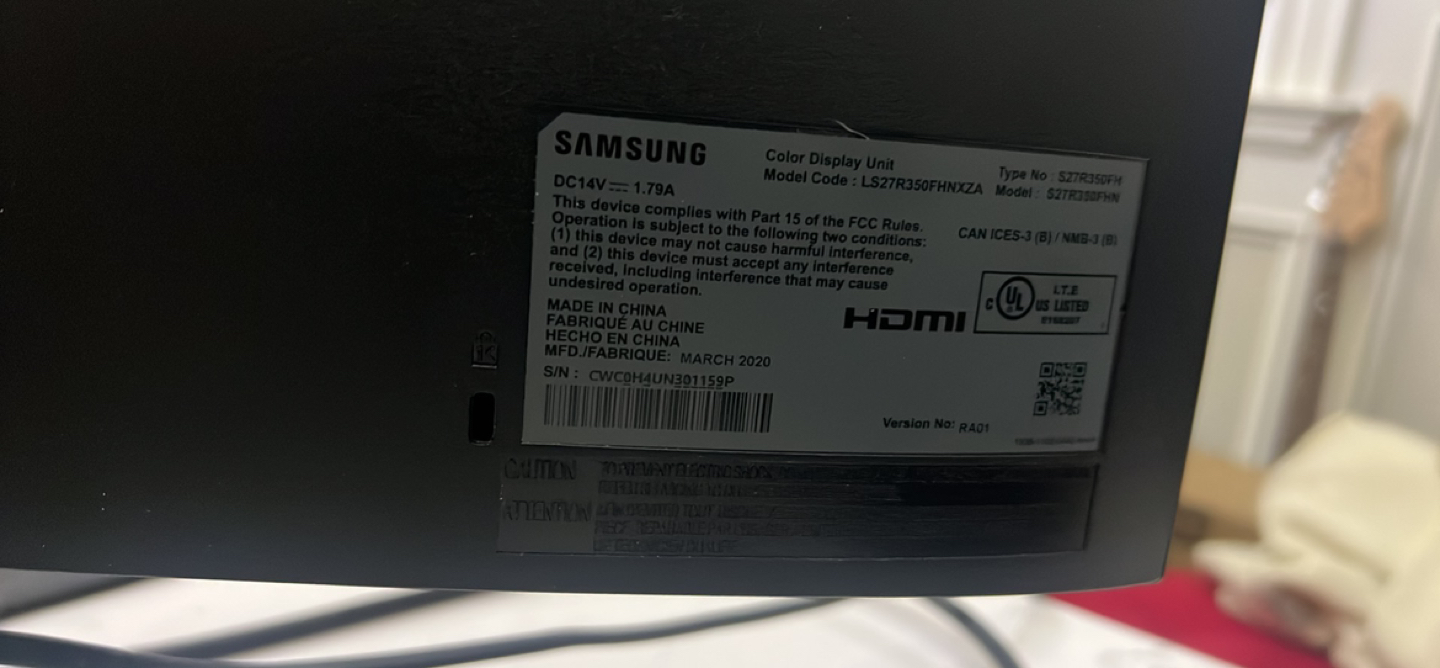 SAMSUNG
Color Display Unit
Model Code : LS27R350FHNXZA
Type No : S27R350FH
Model : S27R350FHN
DC14V⎓1.79A
This device complies with Part 15 of the FCC Rules.
Operation is subject to the following two conditions:
(1) this device may not cause harmful interference,
and (2) this device must accept any interference
received, including interference that may cause
undesired operation.
CAN ICES-3 (B) / NMB-3 (B)
C UL US LISTED
I.T.E.
HDMI
MADE IN CHINA
FABRIQUÉ AU CHINE
HECHO EN CHINA
MFD./FABRIQUE: MARCH 2020
S/N : CWC0H4UN301159P
Version No: RA01
CAUTION
ATTENTION